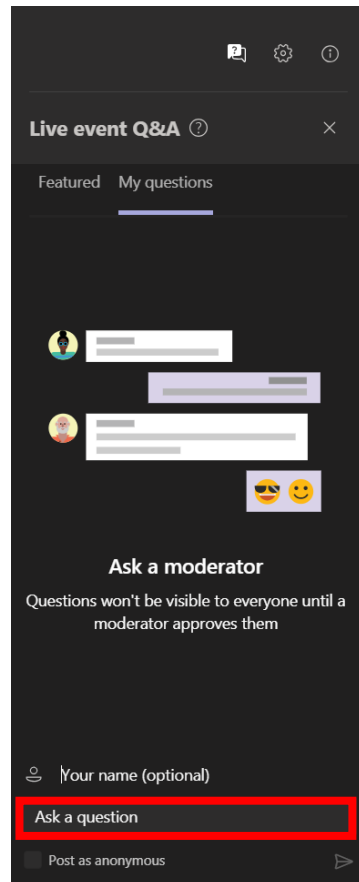 Live event Q&A
Featured My questions
Ask a moderator
Questions won't be visible to everyone until a
moderator approves them
Your name (optional)
Ask a question
Post as anonymous